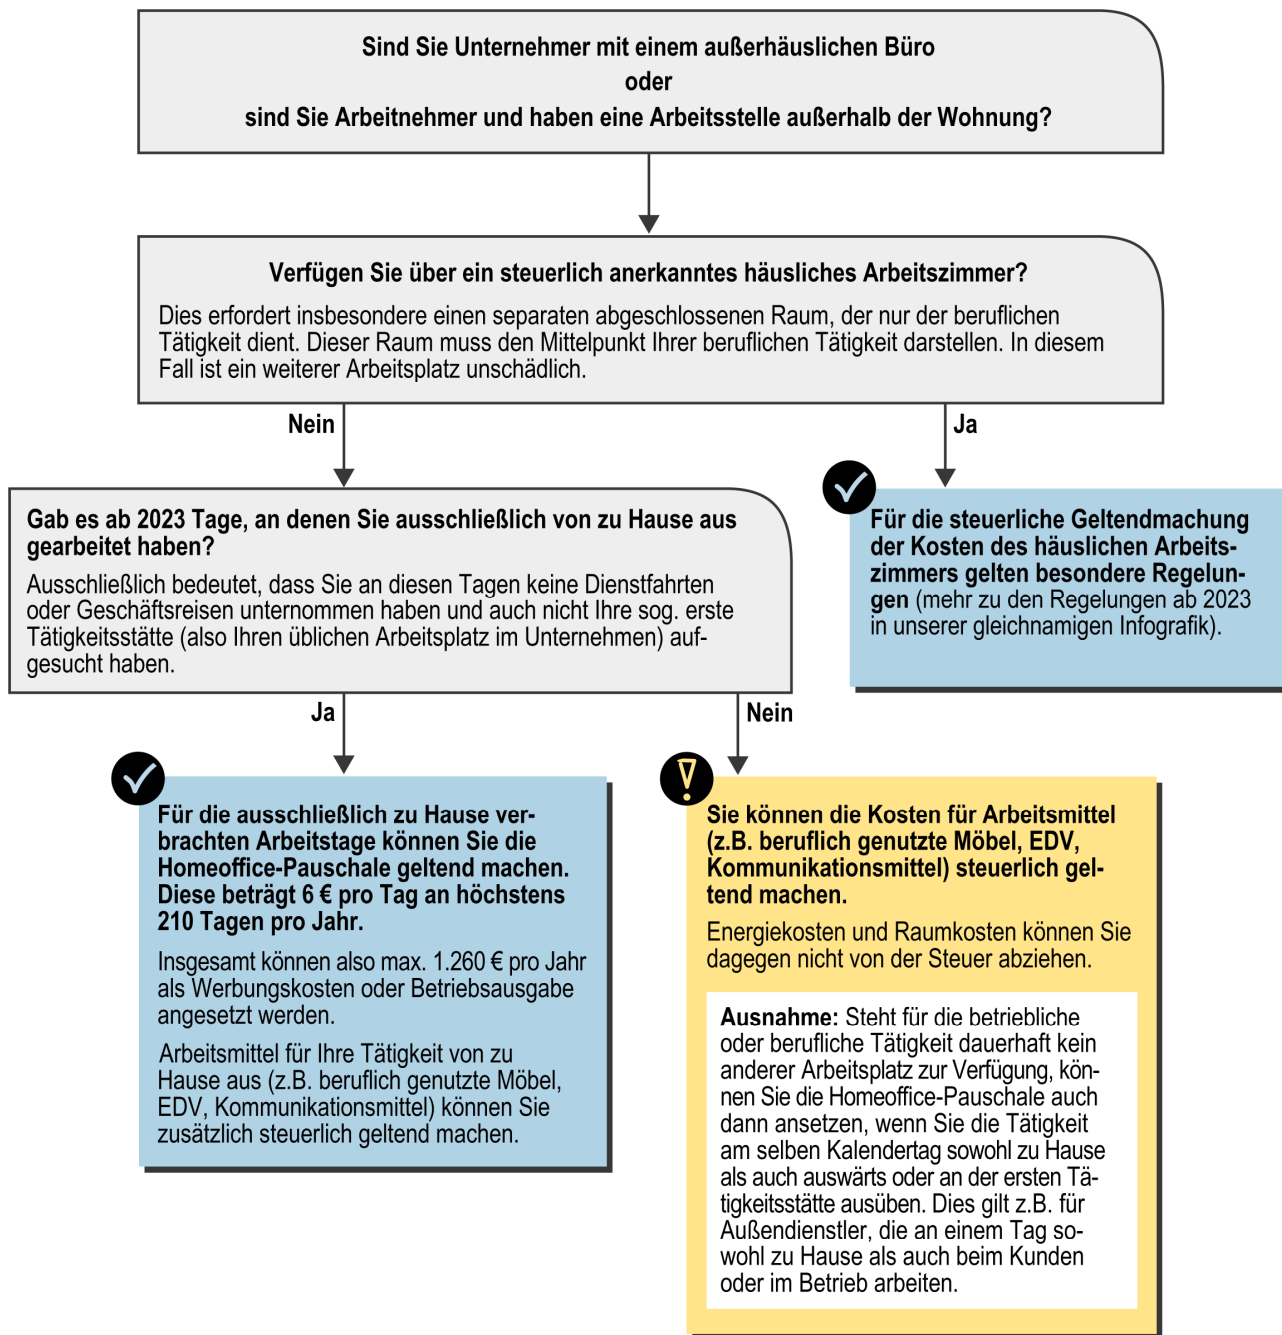 Sind Sie Unternehmer mit einem außerhäuslichen Büro
oder
sind Sie Arbeitnehmer und haben eine Arbeitsstelle außerhalb der Wohnung?
Verfügen Sie über ein steuerlich anerkanntes häusliches Arbeitszimmer?
Dies erfordert insbesondere einen separaten abgeschlossenen Raum, der nur der beruflichen
Tätigkeit dient. Dieser Raum muss den Mittelpunkt Ihrer beruflichen Tätigkeit darstellen. In diesem
Fall ist ein weiterer Arbeitsplatz unschädlich.
Nein
Ja
Gab es ab 2023 Tage, an denen Sie ausschließlich von zu Hause aus
gearbeitet haben?
Ausschließlich bedeutet, dass Sie an diesen Tagen keine Dienstfahrten
oder Geschäftsreisen unternommen haben und auch nicht Ihre sog. erste
Tätigkeitsstätte (also Ihren üblichen Arbeitsplatz im Unternehmen) auf-
gesucht haben.
Für die steuerliche Geltendmachung
der Kosten des häuslichen Arbeits-
zimmers gelten besondere Regelun-
gen (mehr zu den Regelungen ab 2023
in unserer gleichnamigen Infografik).
Ja
Nein
Für die ausschließlich zu Hause ver-
brachten Arbeitstage können Sie die
Homeoffice-Pauschale geltend machen.
Diese beträgt 6 € pro Tag an höchstens
210 Tagen pro Jahr.
Insgesamt können also max. 1.260 € pro Jahr
als Werbungskosten oder Betriebsausgabe
angesetzt werden.
Arbeitsmittel für Ihre Tätigkeit von zu
Hause aus (z.B. beruflich genutzte Möbel,
EDV, Kommunikationsmittel) können Sie
zusätzlich steuerlich geltend machen.
Sie können die Kosten für Arbeitsmittel
(z.B. beruflich genutzte Möbel, EDV,
Kommunikationsmittel) steuerlich gel-
tend machen.
Energiekosten und Raumkosten können Sie
dagegen nicht von der Steuer abziehen.
Ausnahme: Steht für die betriebliche
oder berufliche Tätigkeit dauerhaft kein
anderer Arbeitsplatz zur Verfügung, kön-
nen Sie die Homeoffice-Pauschale auch
dann ansetzen, wenn Sie die Tätigkeit
am selben Kalendertag sowohl zu Hause
als auch auswärts oder an der ersten Tä-
tigkeitsstätte ausüben. Dies gilt z.B. für
Außendienstler, die an einem Tag so-
wohl zu Hause als auch beim Kunden
oder im Betrieb arbeiten.